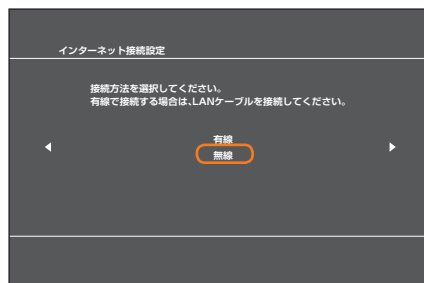 インターネット接続設定
接続方法を選択してください。
有線で接続する場合は、LANケーブルを接続してください。
有線
無線